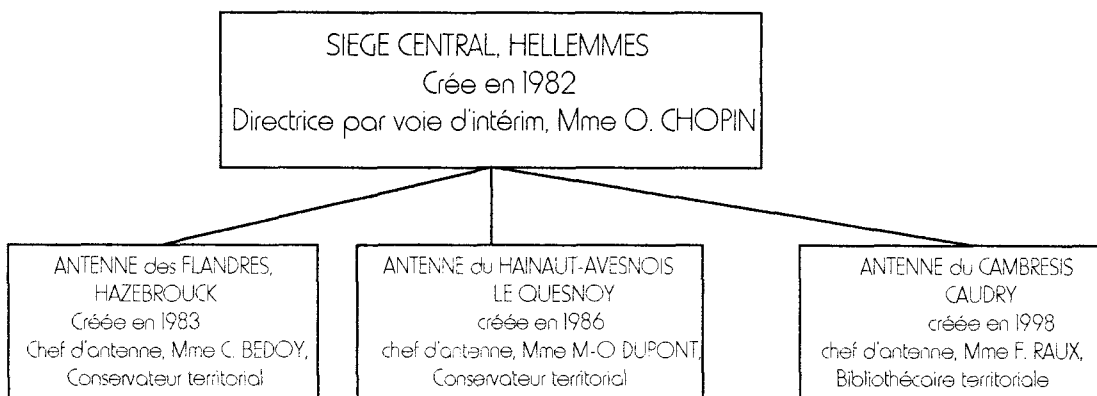 SIEGE CENTRAL, HELLEMMES
Crée en 1982
Directrice par voie d'intérim, Mme O. CHOPIN
ANTENNE des FLANDRES,
HAZEBROUCK
Créée en 1983
Chef d'antenne, Mme C. BEDOY,
Conservateur territorial
ANTENNE du HAINAUT-AVESNOIS
LE QUESNOY
créée en 1986
chef d'antenne, Mme M-O DUPONT,
Conservateur territorial
ANTENNE du CAMBRESIS
CAUDRY
créée en 1998
chef d'antenne, Mme F. RAUX,
Bibliothécaire territoriale